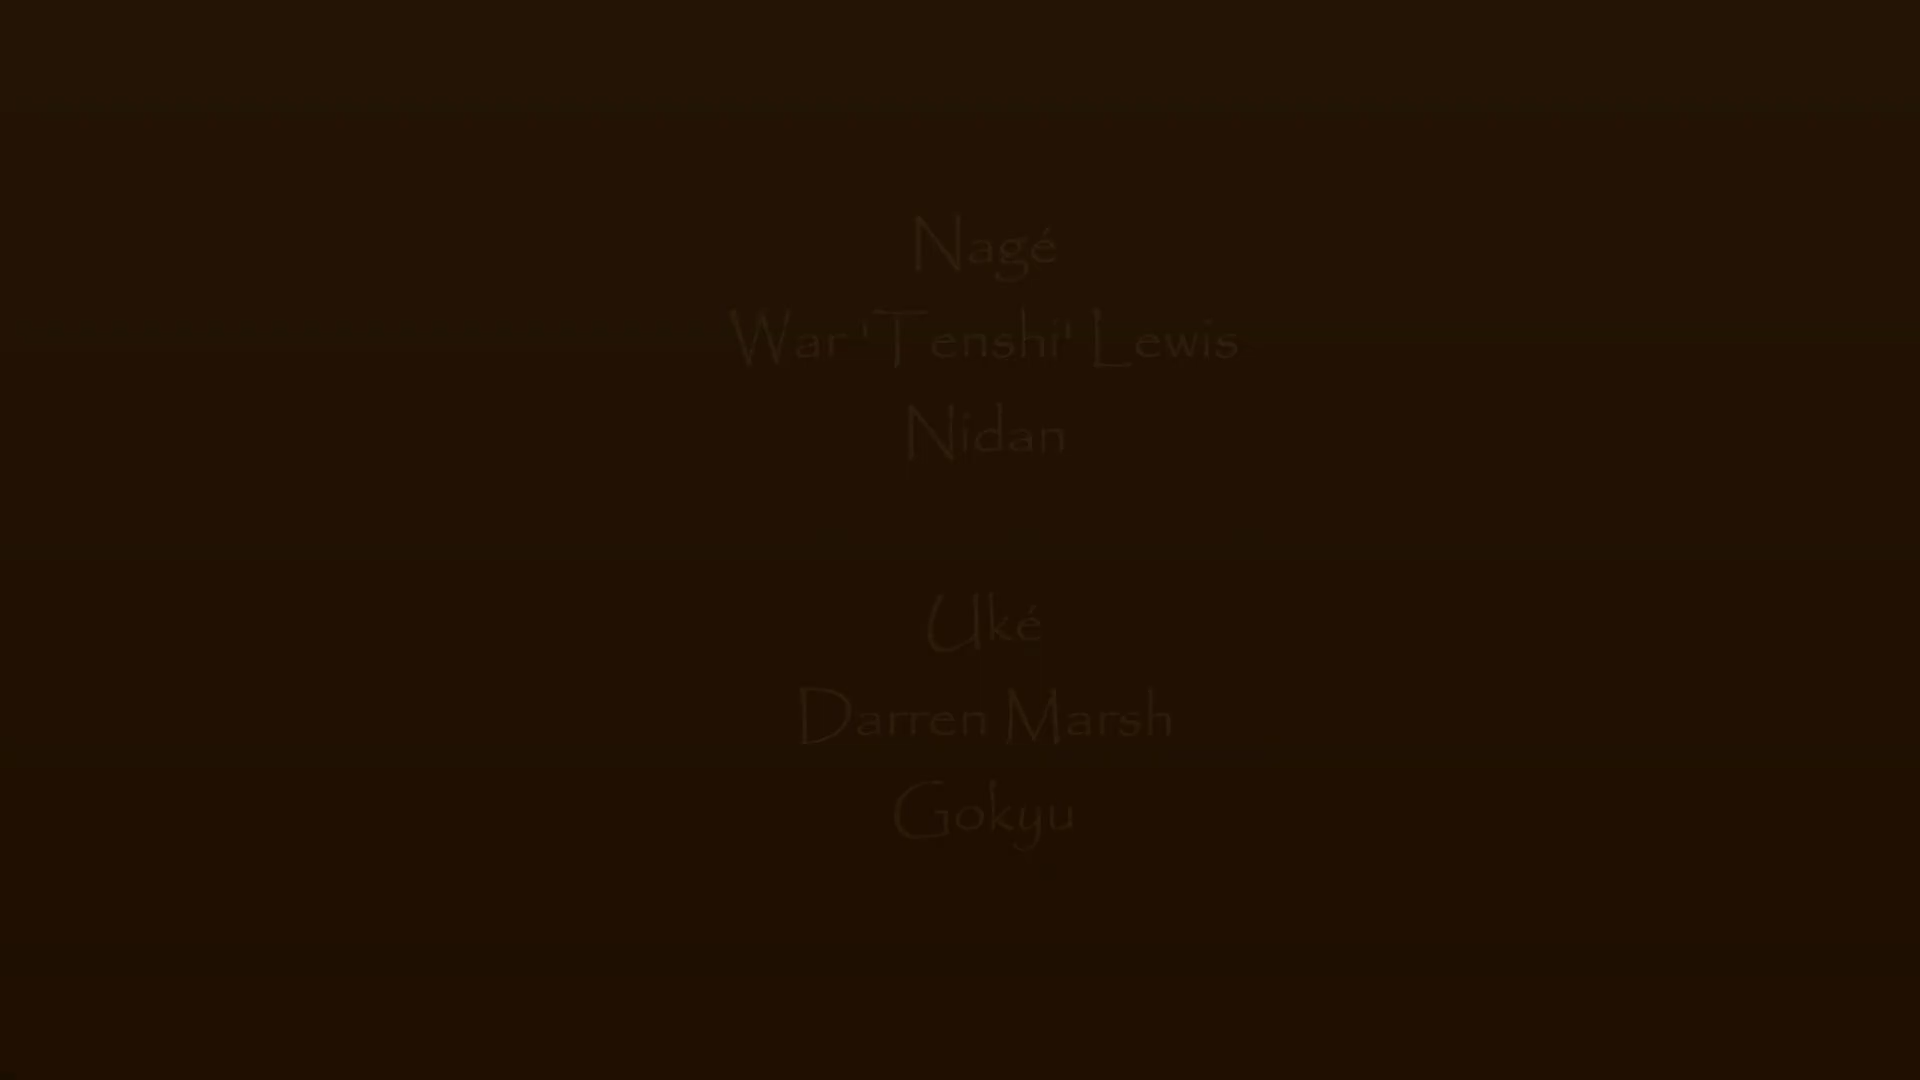 Nagé
War 'Tenshi' Lewis
Nidan
Uké
Darren Marsh
Gokyu